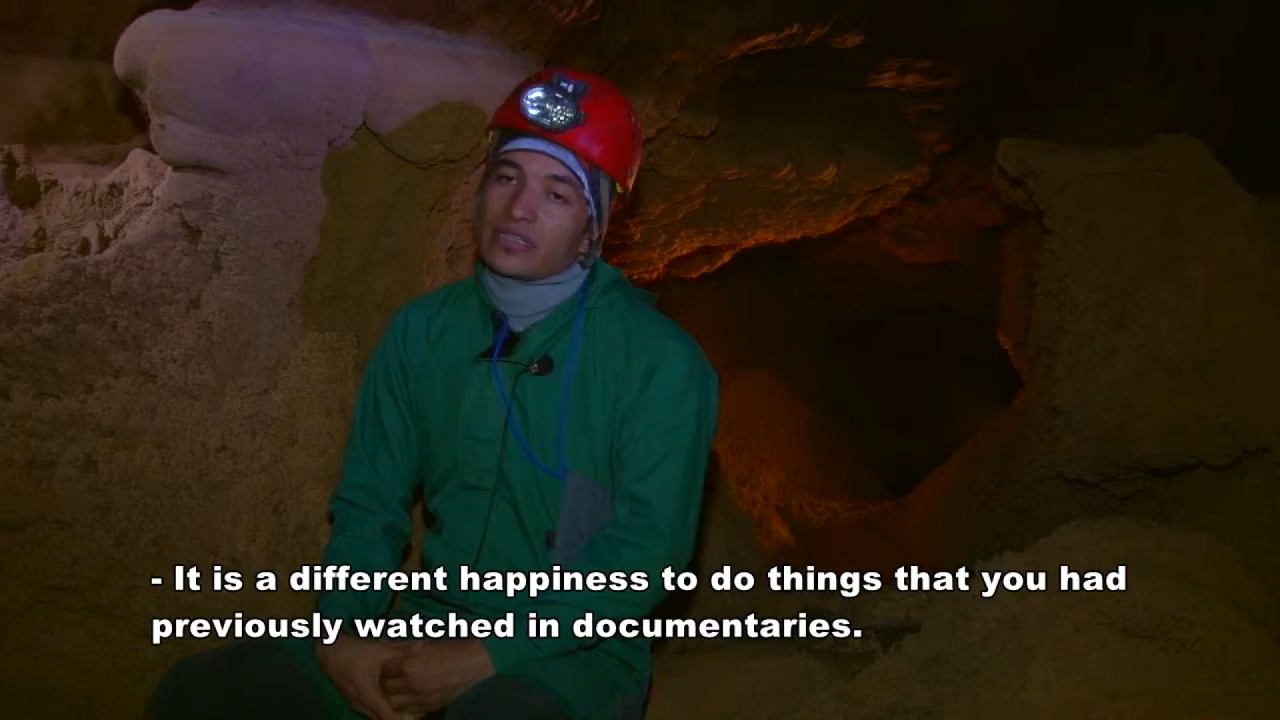 - It is a different happiness to do things that you had
previously watched in documentaries.